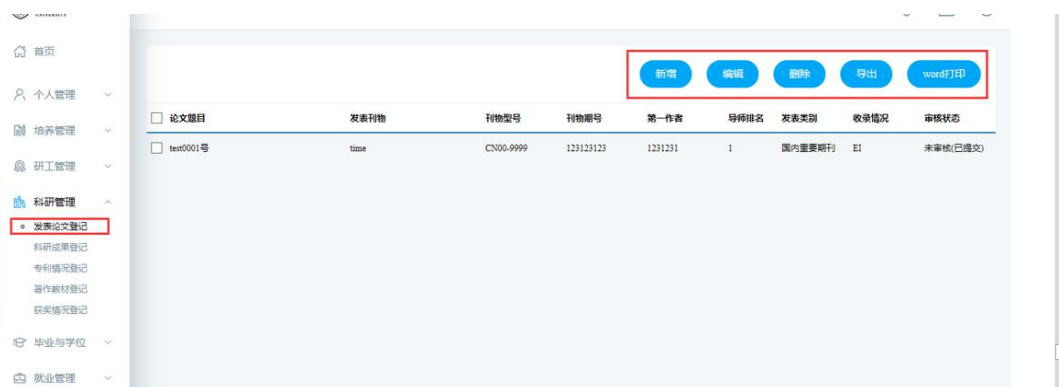 首页
个人管理
培养管理
研工管理
科研管理
发表论文登记
科研成果登记
专利情况登记
著作教材登记
获奖情况登记
毕业与学位
就业管理
新增 编辑 删除 导出 word打印
论文题目 发表刊物 刊物型号 刊物期号 第一作者 导师排名 发表类别 收录情况 审核状态
test0001号 time CN00-9999 123123123 1231231 1 国内重要期刊 EI 未审核(已提交)